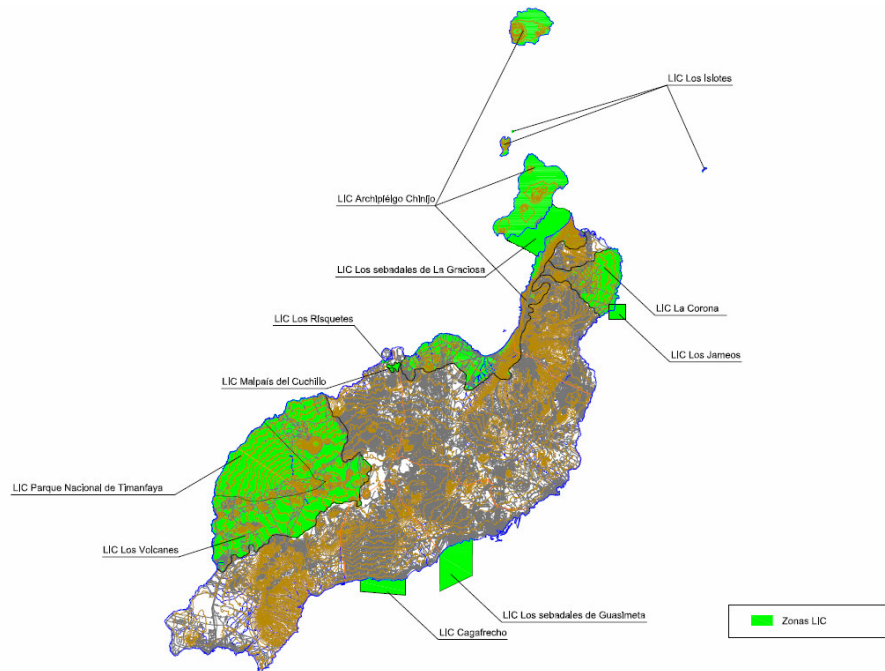 LIC Los Islotes
LIC Archipiélgo Chinijo
LIC Los sebadales de La Graciosa
LIC La Corona
LIC Los Risquetes
LIC Los Jameos
LIC Malpaís del Cuchillo
LIC Parque Nacional de Timanfaya
LIC Los Volcanes
LIC Los sebadales de Guasimeta
LIC Cagafrecho
Zonas LIC